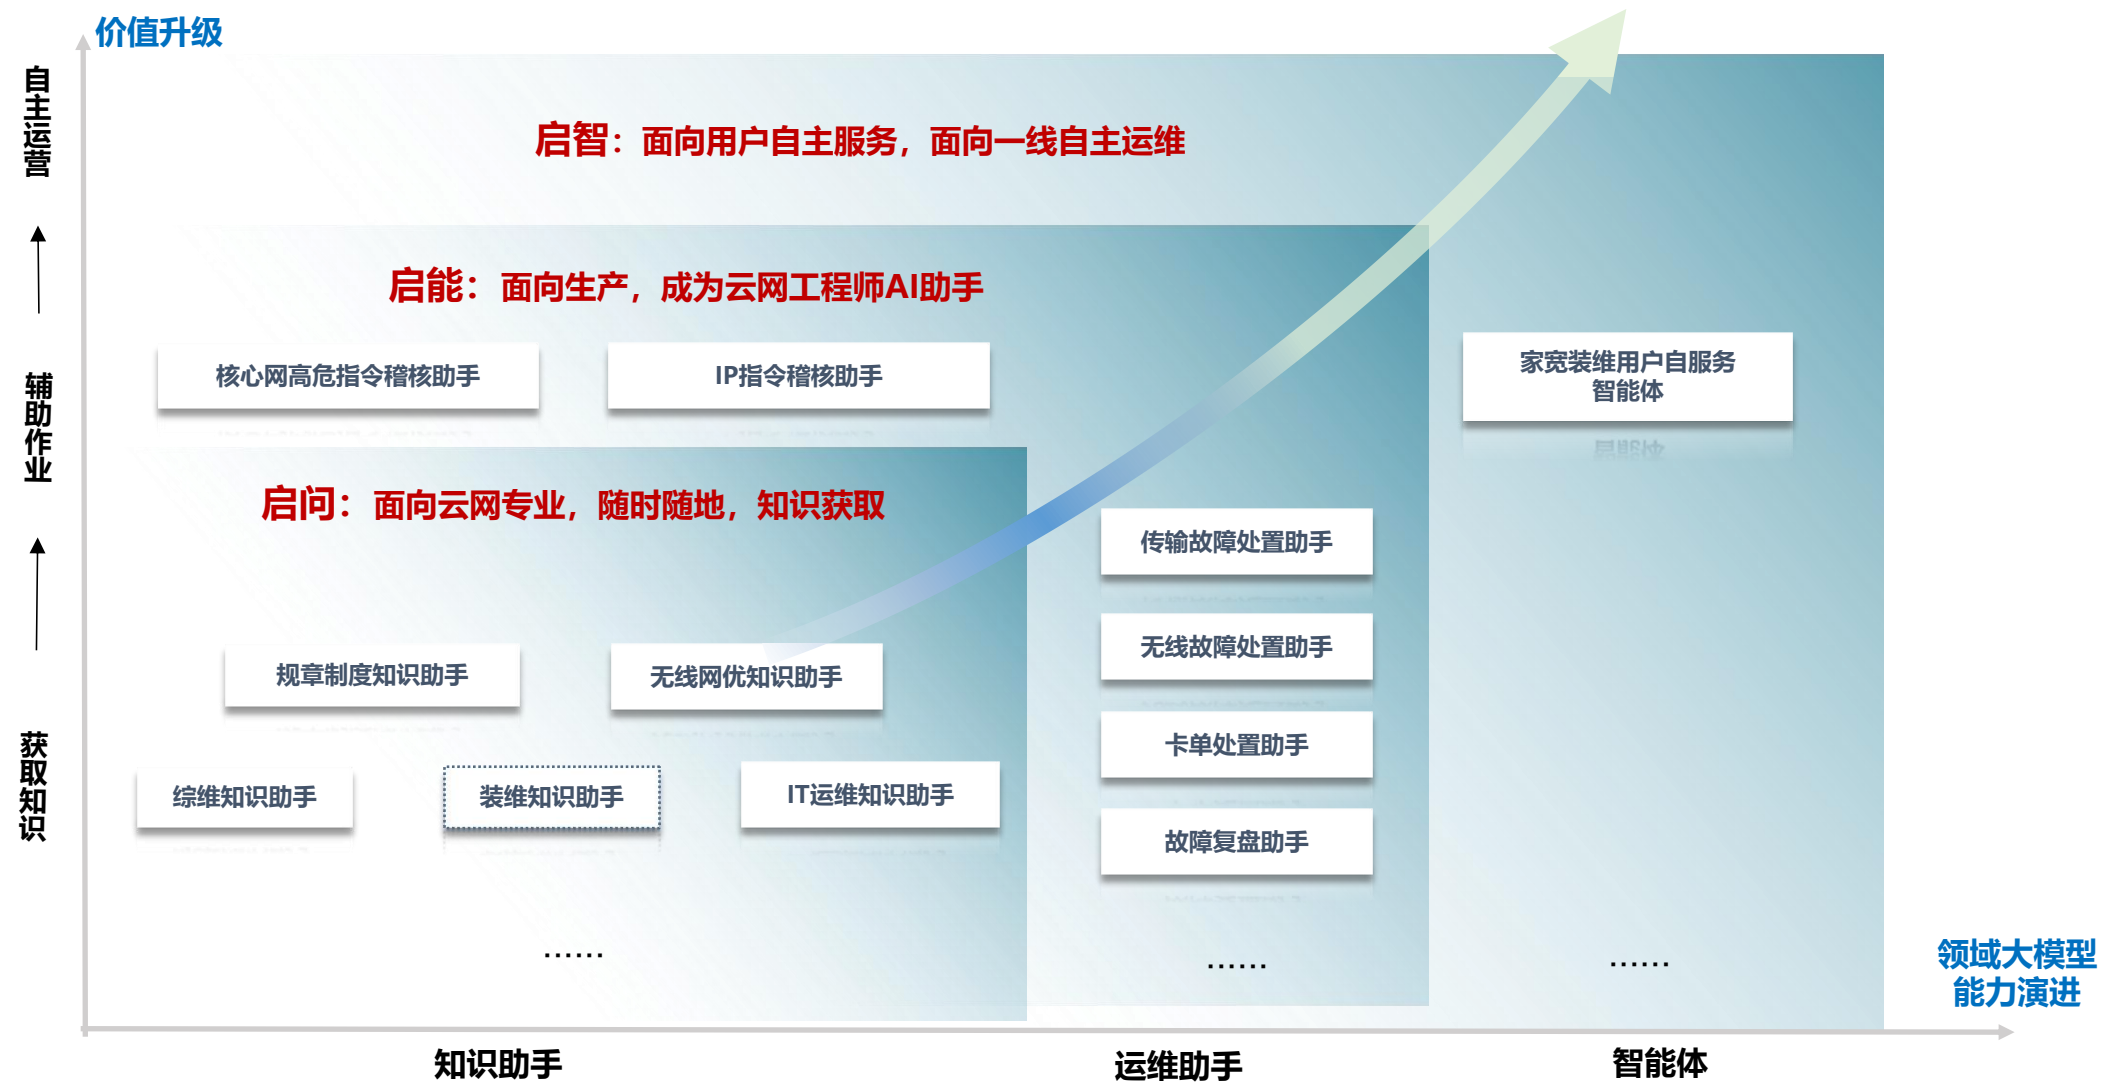 价值升级
自主运营
启智：面向用户自主服务，面向一线自主运维
启能：面向生产，成为云网工程师AI助手
核心网高危指令稽核助手
IP指令稽核助手
家宽装维用户自服务
智能体
辅助作业
启问：面向云网专业，随时随地，知识获取
传输故障处置助手
无线故障处置助手
规章制度知识助手
无线网优知识助手
卡单处置助手
获取知识
综维知识助手
装维知识助手
IT运维知识助手
故障复盘助手
......
......
......
领域大模型
能力演进
知识助手
运维助手
智能体